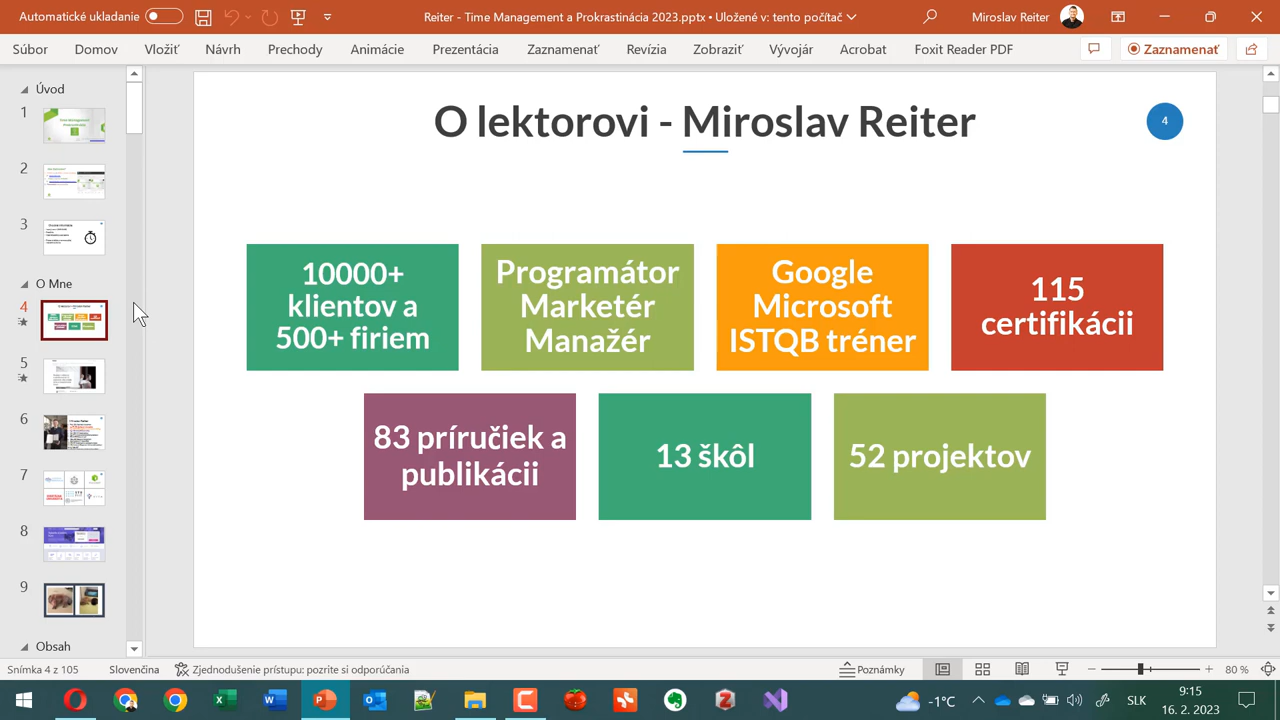 Automatické ukladanie
Reiter - Time Management a Prokrastinácia 2023.pptx • Uložené v: tento počítač
Miroslav Reiter
Súbor Domov Vložiť Návrh Prechody Animácie Prezentácia Zaznamenať Revízia Zobraziť Vývojár Acrobat Foxit Reader PDF Zaznamenať
Úvod
1
2
3
O Mne
4
5
6
7
8
9
Obsah
O lektorovi - Miroslav Reiter
4
10000+
klientov a
500+ firiem
Programátor
Marketér
Manažér
Google
Microsoft
ISTQB tréner
115
certifikácii
83 príručiek a
publikácii
13 škôl
52 projektov
Snímka 4 z 105 Slovenčina Zjednodušenie prístupu: pozrite si odporúčania Poznámky 80 %
-1°C SLK 9:15
16. 2. 2023